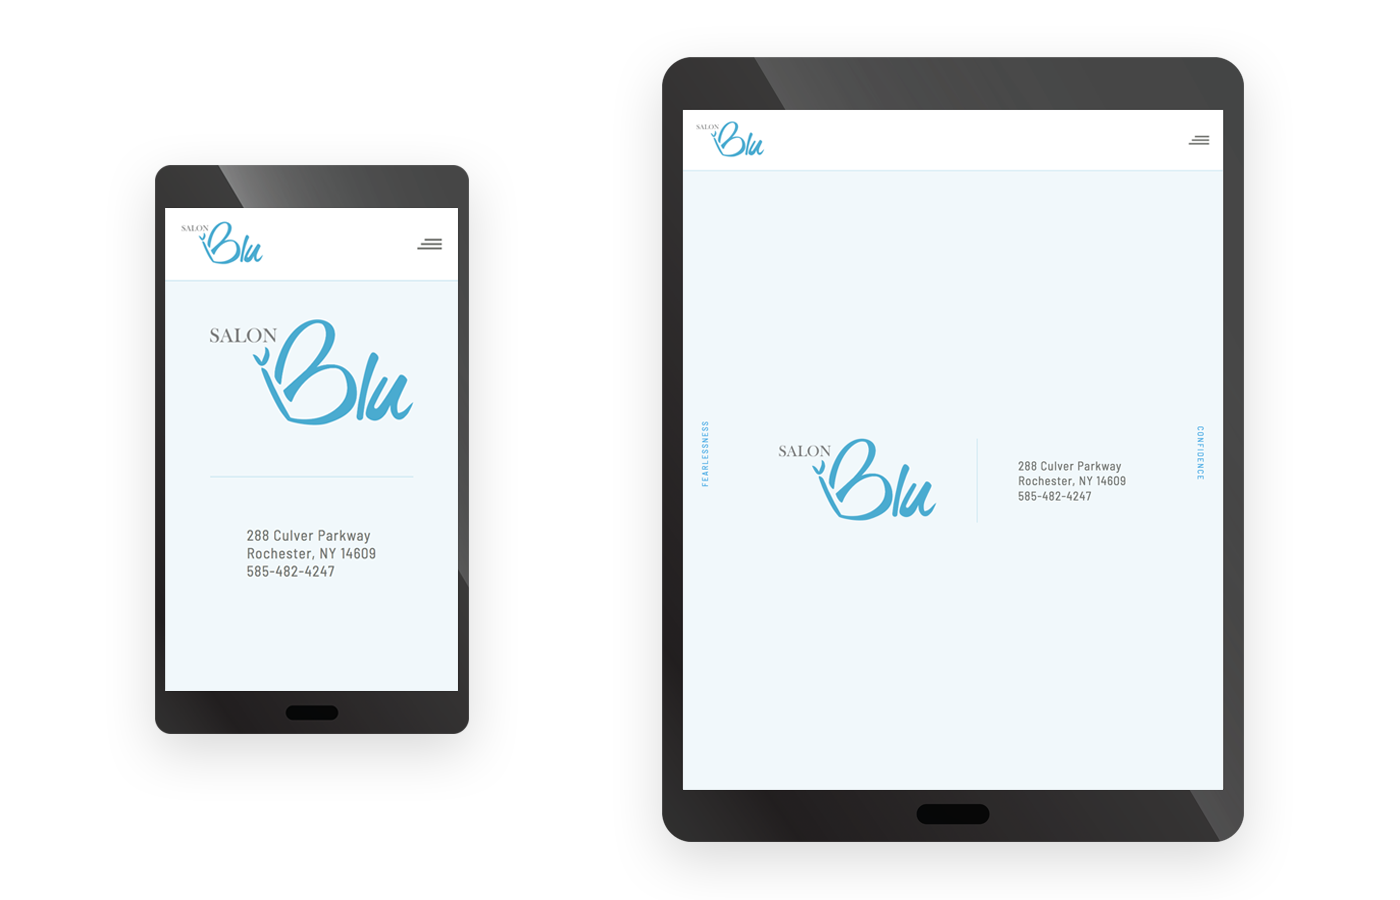 SALON
Blu
SALON
Blu
288 Culver Parkway
Rochester, NY 14609
585-482-4247
SALON
Blu
FEARLESSNESS
SALON
Blu
288 Culver Parkway
Rochester, NY 14609
585-482-4247
CONFIDENCE